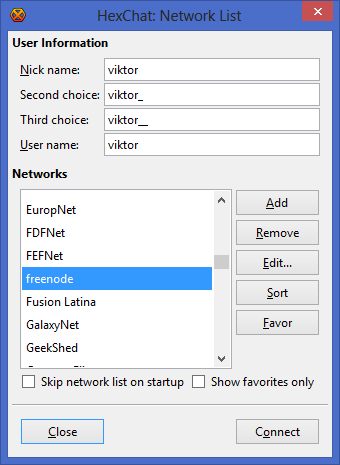 HexChat: Network List
User Information
Nick name: viktor
Second choice: viktor_
Third choice: viktor__
User name: viktor
Networks
EuropNet
FDFNet
FEFNet
freenode
Fusion Latina
GalaxyNet
GeekShed
Add
Remove
Edit...
Sort
Favor
Skip network list on startup
Show favorites only
Close
Connect